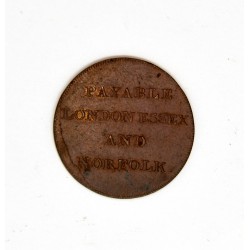 PAYABLE
LONDON ESSEX
AND
NORFOLK